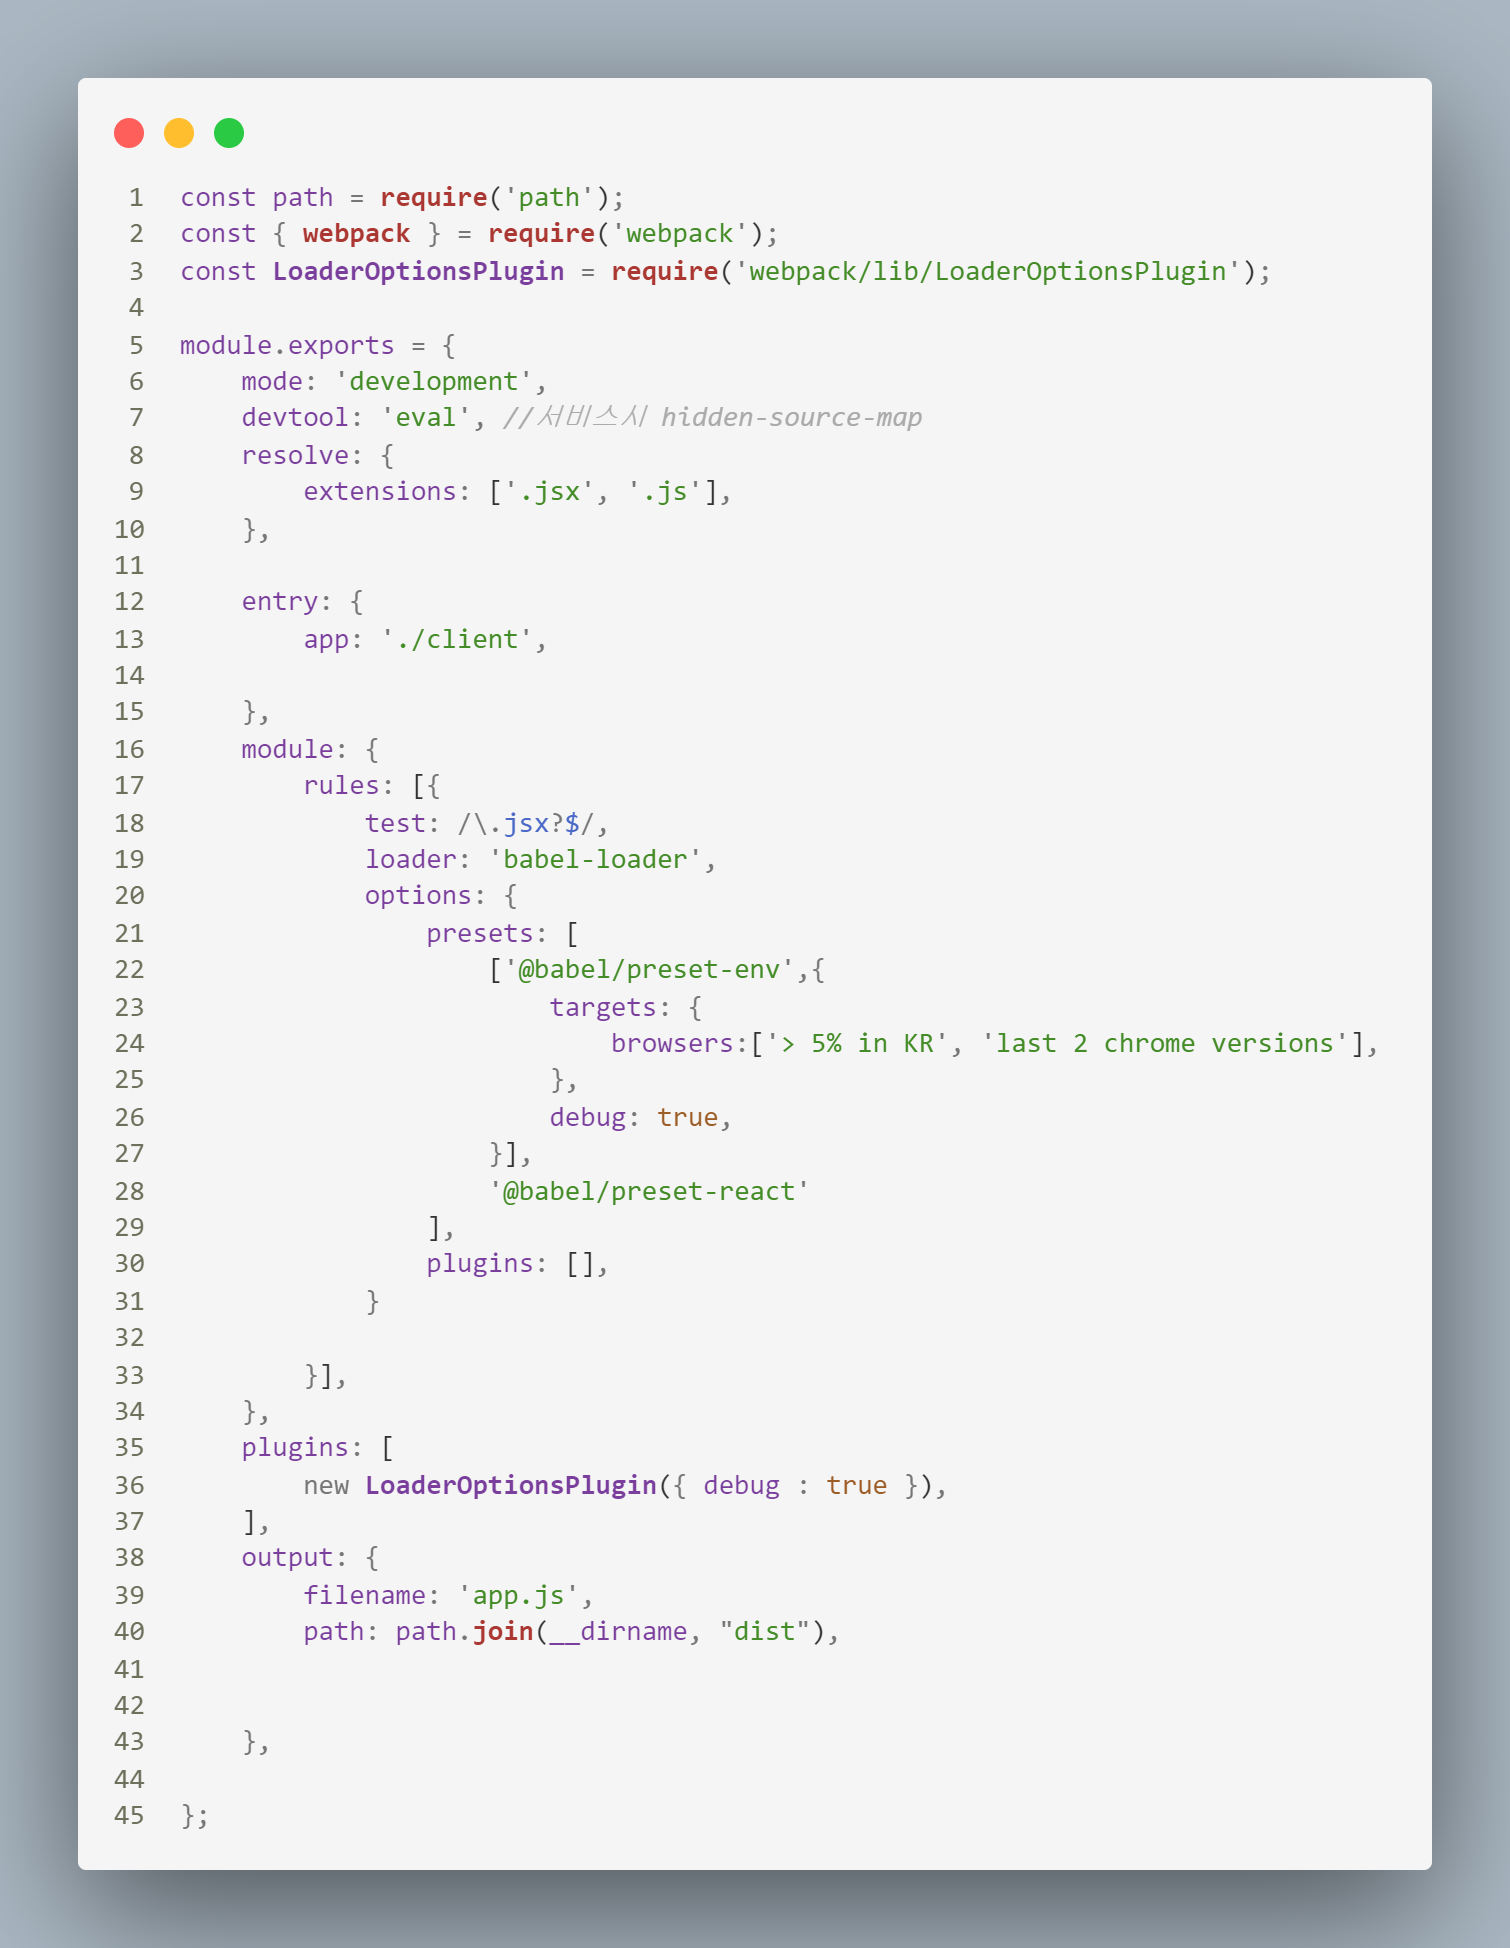 1 const path = require('path');
2 const { webpack } = require('webpack');
3 const LoaderOptionsPlugin = require('webpack/lib/LoaderOptionsPlugin');
4
5 module.exports = {
6     mode: 'development',
7     devtool: 'eval', //서비스시 hidden-source-map
8     resolve: {
9         extensions: ['.jsx', '.js'],
10     },
11
12     entry: {
13         app: './client',
14
15     },
16     module: {
17         rules: [{
18             test: /\.jsx?$/,
19             loader: 'babel-loader',
20             options: {
21                 presets: [
22                     ['@babel/preset-env',{
23                         targets: {
24                             browsers:['> 5% in KR', 'last 2 chrome versions'],
25                         },
26                         debug: true,
27                     }],
28                     '@babel/preset-react'
29                 ],
30                 plugins: [],
31             }
32
33         }],
34     },
35     plugins: [
36         new LoaderOptionsPlugin({ debug : true }),
37     ],
38     output: {
39         filename: 'app.js',
40         path: path.join(__dirname, "dist"),
41
42
43     },
44
45 };